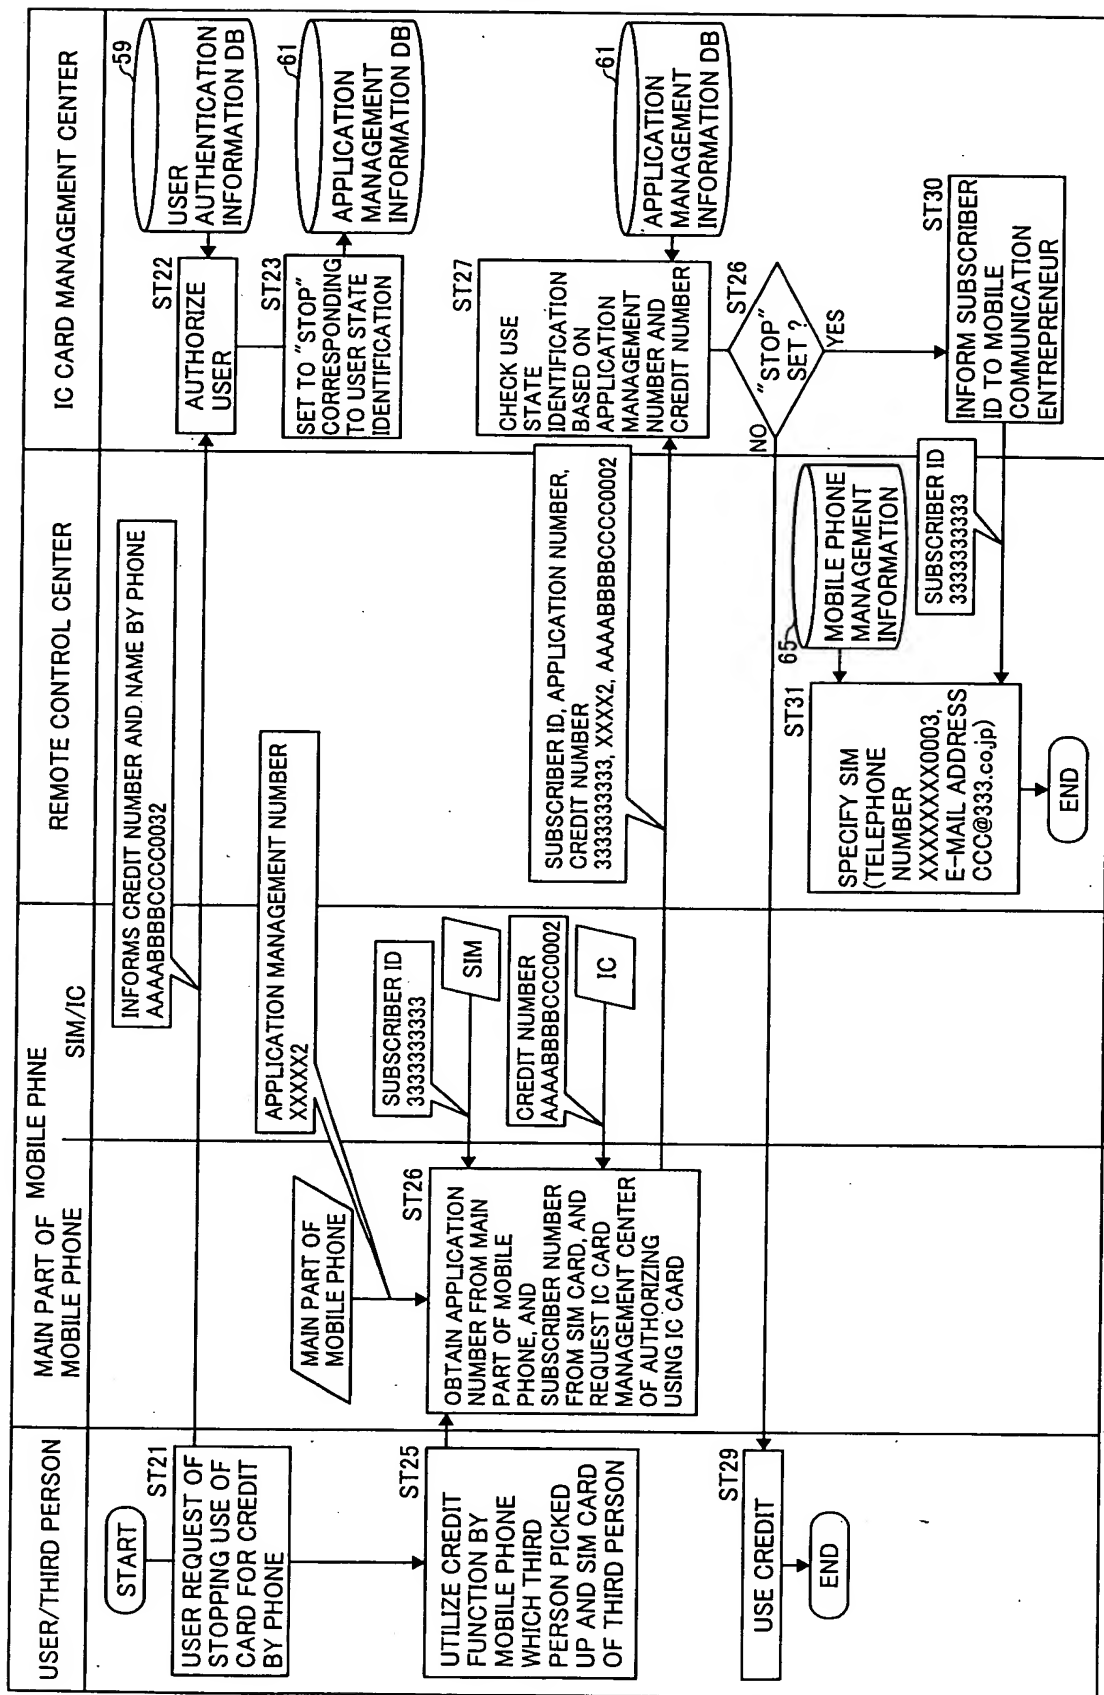 USER/THIRD PERSON
MAIN PART OF
MOBILE PHONE
MOBILE PHNE
SIM/IC
REMOTE CONTROL CENTER
IC CARD MANAGEMENT CENTER
START
ST21
USER REQUEST OF
STOPPING USE OF
CARD FOR CREDIT
BY PHONE
INFORMS CREDIT NUMBER AND NAME BY PHONE
AAAABBBBCCCC0032
ST22
AUTHORIZE
USER
59
USER
AUTHENTICATION
INFORMATION DB
ST23
SET TO "STOP"
CORRESPONDING
TO USER STATE
IDENTIFICATION
61
APPLICATION
MANAGEMENT
INFORMATION DB
APPLICATION MANAGEMENT NUMBER
XXXXX2
MAIN PART OF
MOBILE PHONE
ST25
UTILIZE CREDIT
FUNCTION BY
MOBILE PHONE
WHICH THIRD
PERSON PICKED
UP AND SIM CARD
OF THIRD PERSON
ST26
OBTAIN APPLICATION
NUMBER FROM MAIN
PART OF MOBILE
PHONE, AND
SUBSCRIBER NUMBER
FROM SIM CARD, AND
REQUEST IC CARD
MANAGEMENT CENTER
OF AUTHORIZING
USING IC CARD
SUBSCRIBER ID
33333333333
SIM
CREDIT NUMBER
AAAABBBBCCC0002
IC
SUBSCRIBER ID, APPLICATION NUMBER,
CREDIT NUMBER
33333333333, XXXX2, AAAABBBBCCCC0002
ST27
CHECK USE
STATE
IDENTIFICATION
BASED ON
APPLICATION
MANAGEMENT
NUMBER AND
CREDIT NUMBER
61
APPLICATION
MANAGEMENT
INFORMATION DB
ST26
"STOP"
SET ?
NO
YES
ST29
USE CREDIT
END
65
MOBILE PHONE
MANAGEMENT
INFORMATION
ST31
SPECIFY SIM
(TELEPHONE
NUMBER
XXXXXXXX0003,
E-MAIL ADDRESS
CCC@333.co.jp)
END
SUBSCRIBER ID
33333333333
ST30
INFORM SUBSCRIBER
ID TO MOBILE
COMMUNICATION
ENTREPRENEUR